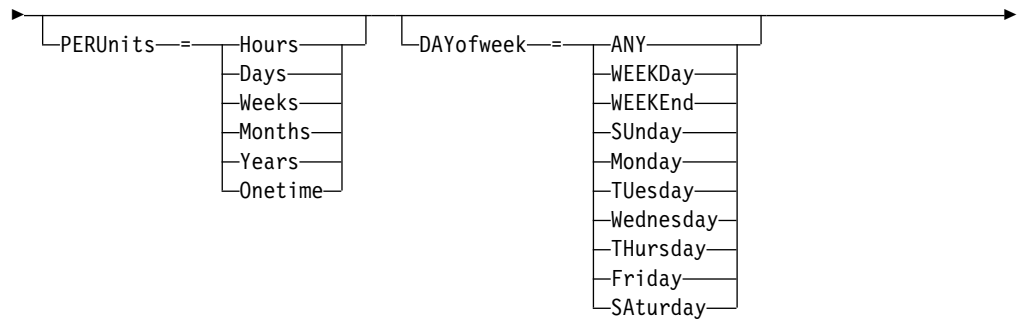 PERUnits = Hours DAYofweek = ANY
Days WEEKDay
Weeks WEEKEnd
Months SUnday
Years Monday
Onetime TUesday
Wednesday
THursday
Friday
SAturday